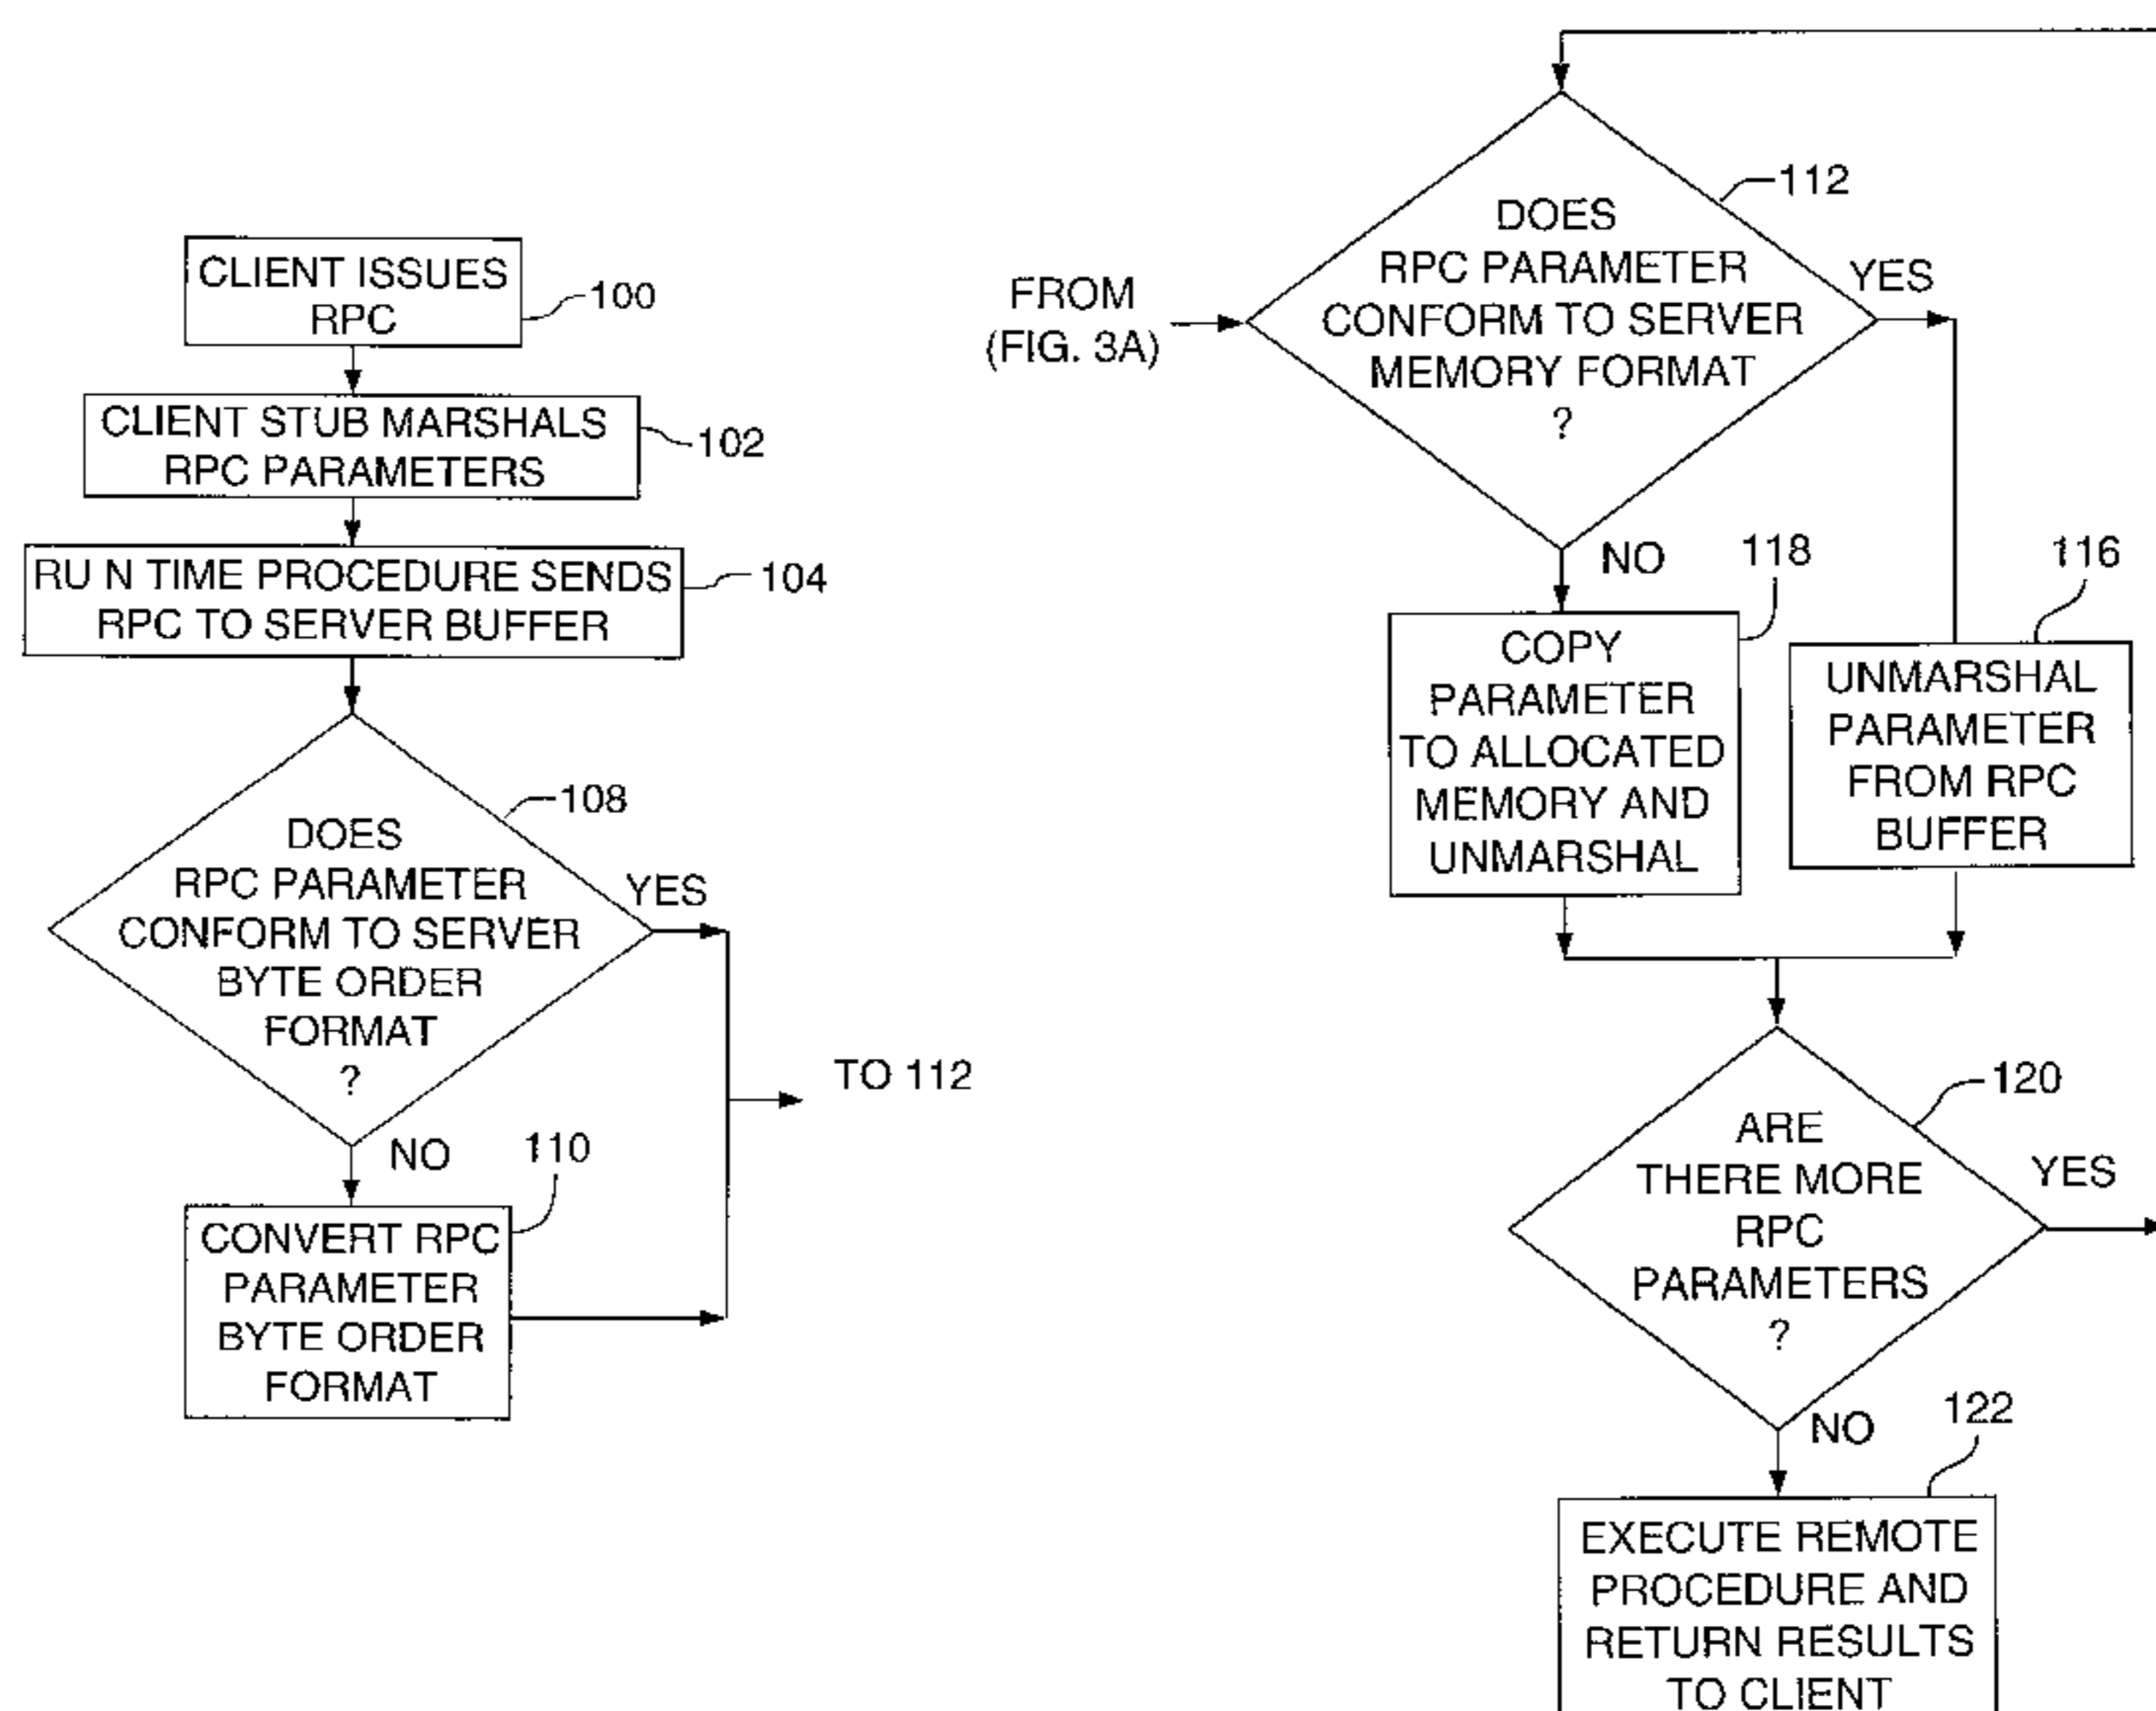 CLIENT ISSUES
RPC
100
CLIENT STUB MARSHALS
RPC PARAMETERS
102
RU N TIME PROCEDURE SENDS
RPC TO SERVER BUFFER
104
DOES
RPC PARAMETER
CONFORM TO SERVER
BYTE ORDER
FORMAT
?
108
YES
TO 112
NO
110
CONVERT RPC
PARAMETER
BYTE ORDER
FORMAT
FROM
(FIG. 3A)
DOES
RPC PARAMETER
CONFORM TO SERVER
MEMORY FORMAT
?
112
YES
NO
118
COPY
PARAMETER
TO ALLOCATED
MEMORY AND
UNMARSHAL
116
UNMARSHAL
PARAMETER
FROM RPC
BUFFER
ARE
THERE MORE
RPC
PARAMETERS
?
120
YES
NO
122
EXECUTE REMOTE
PROCEDURE AND
RETURN RESULTS
TO CLIENT